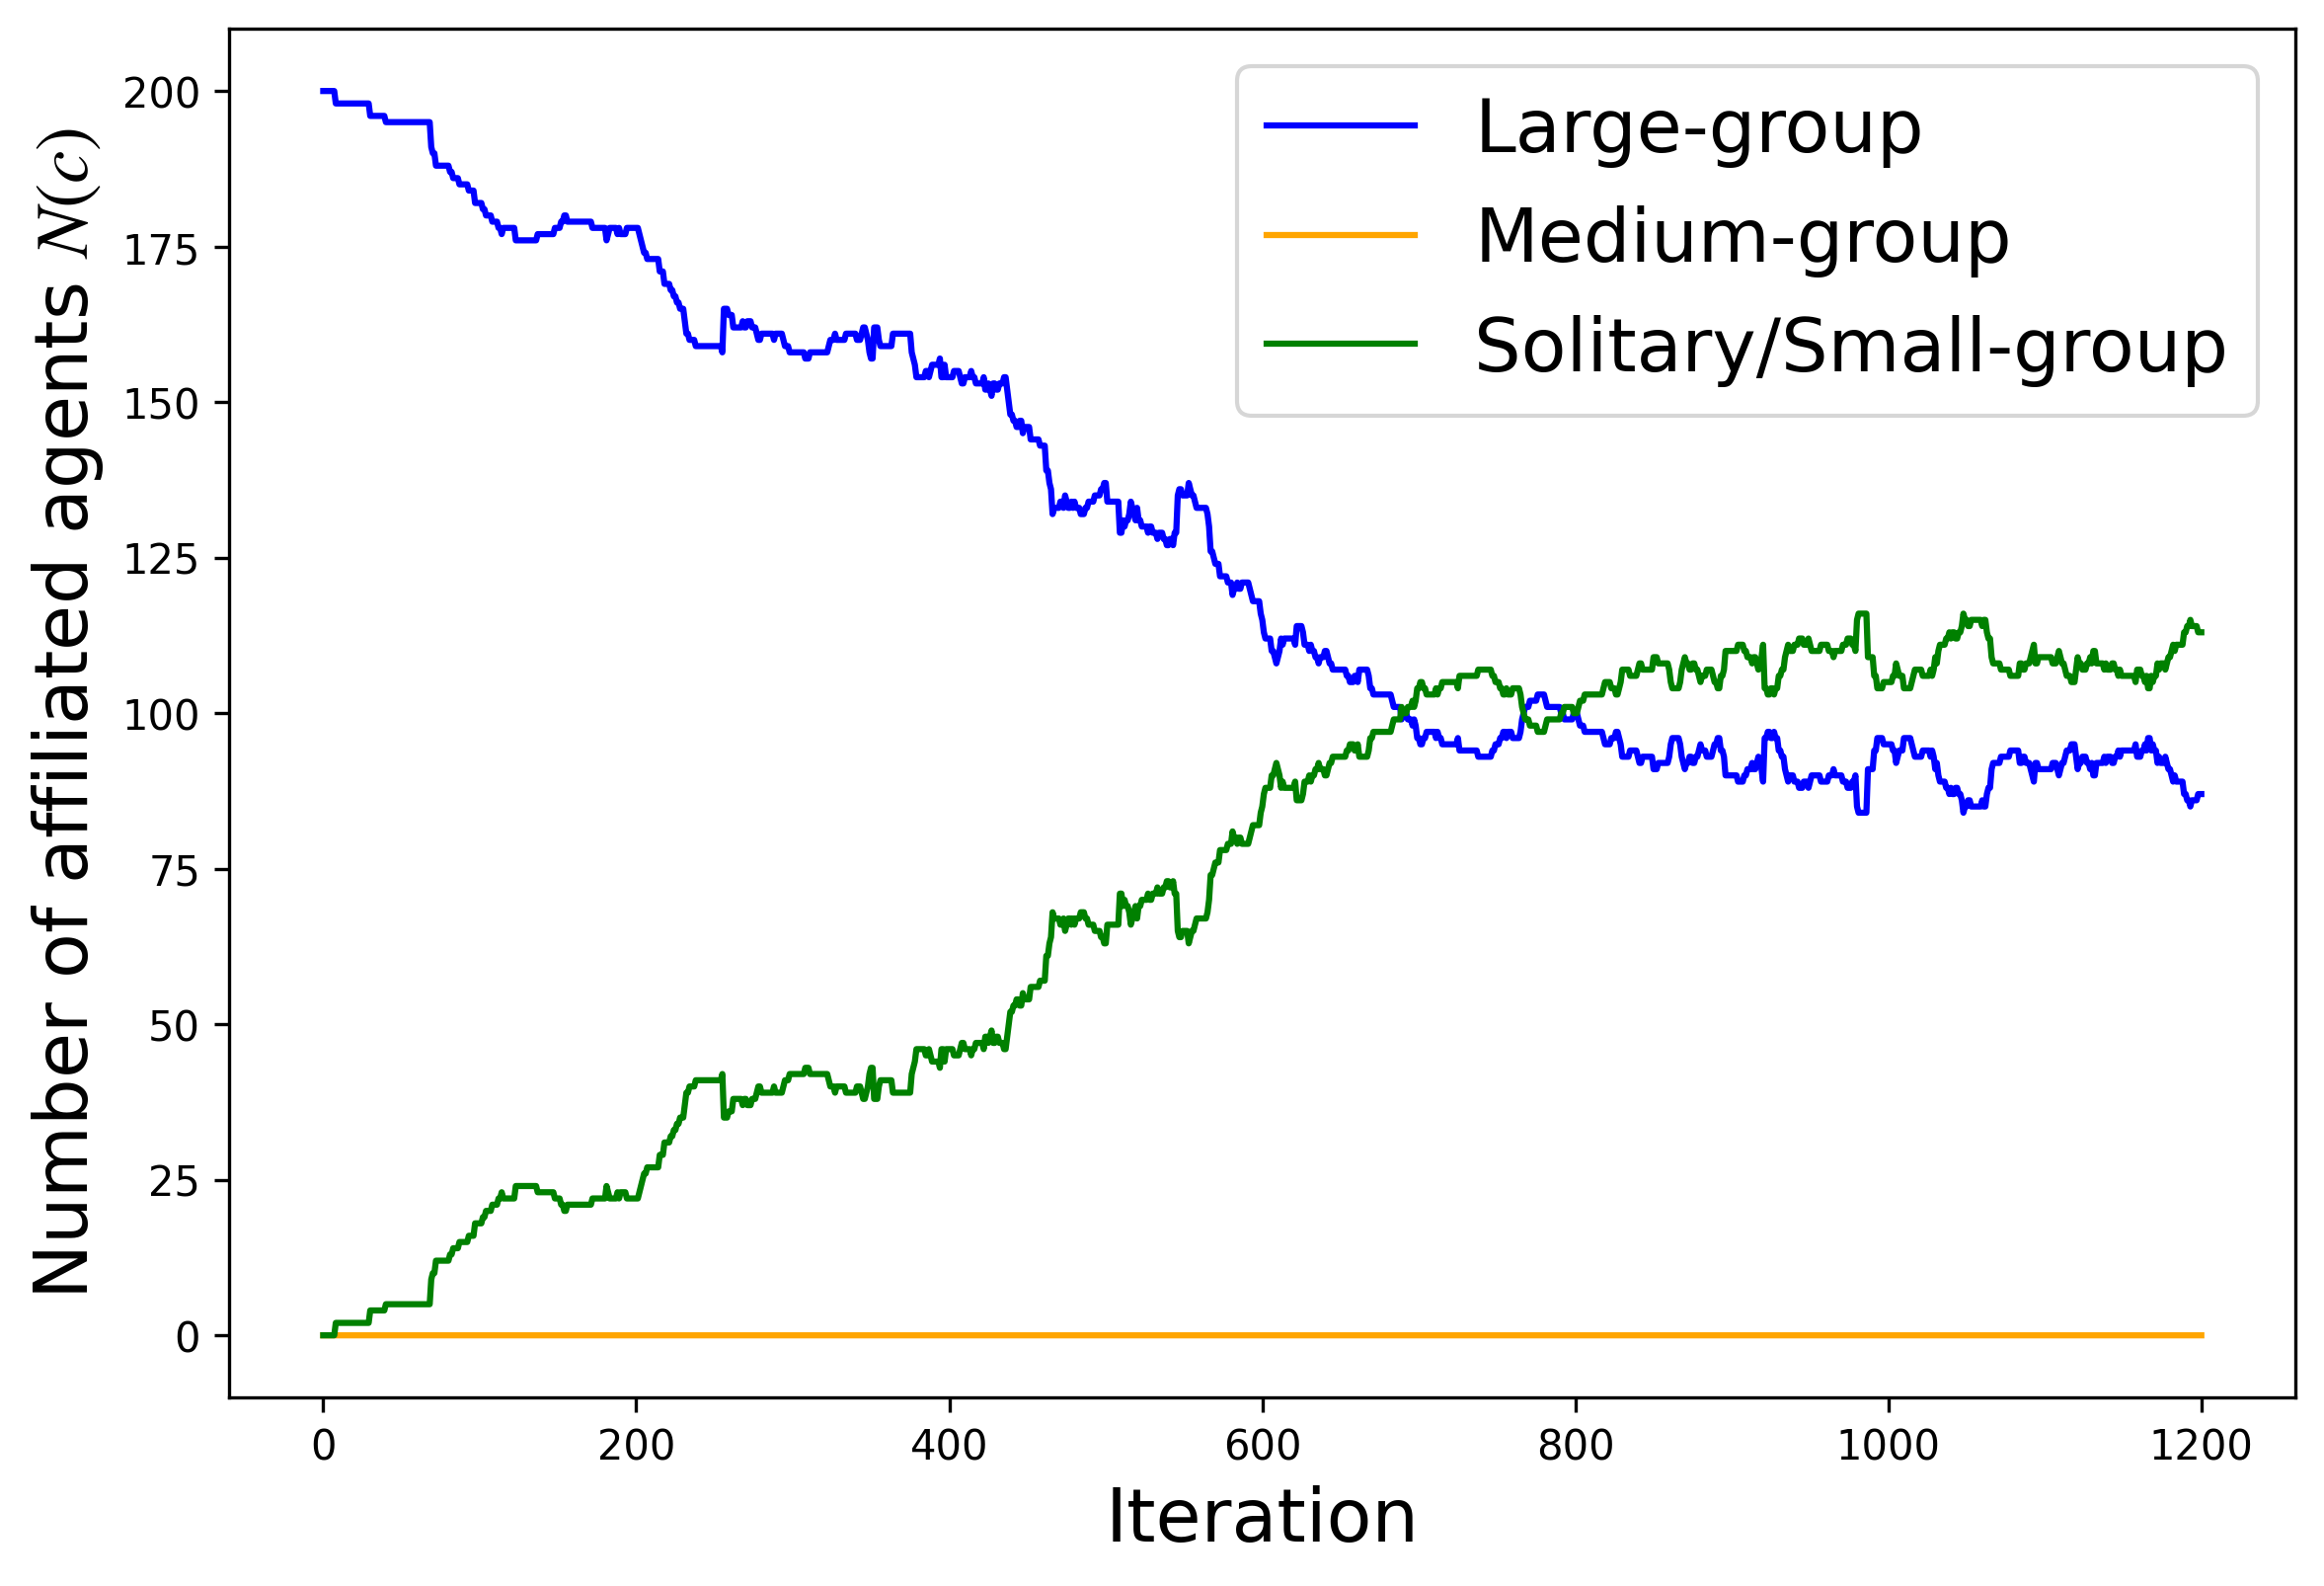 Number of affiliated agents N(c)
200
175
150
125
100
75
50
25
0
0 200 400 600 800 1000 1200
Iteration
Large-group
Medium-group
Solitary/Small-group